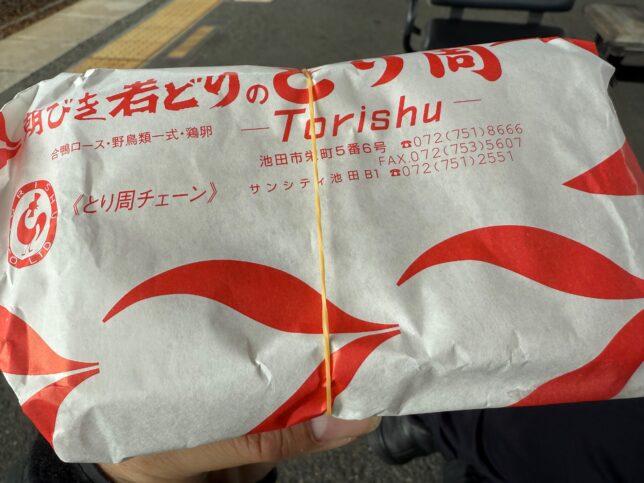 朝びき若どりのとり周
— Torishu —
合鴨ロース・野鳥類一式・鶏卵
池田市栄町5番6号 ☎072(751)8666
FAX.072(753)5607
サンシティ池田B1 ☎072(751)2551
《とり周チェーン》